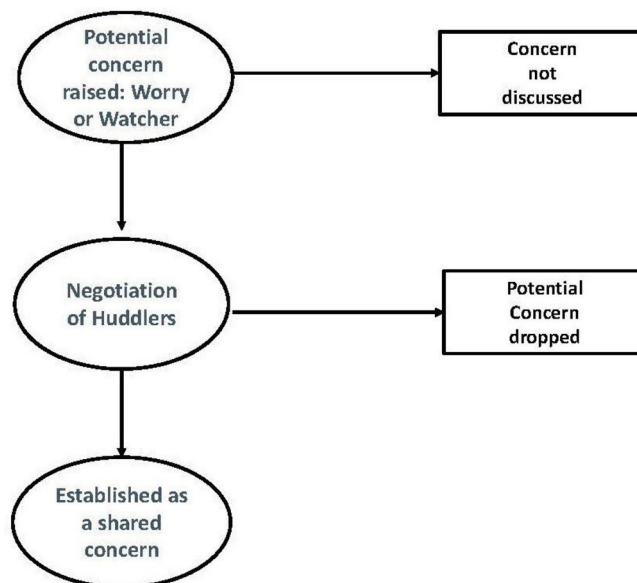 Potential
concern
raised: Worry
or Watcher
Concern
not
discussed
Negotiation
of Huddlers
Potential
Concern
dropped
Established as
a shared
concern